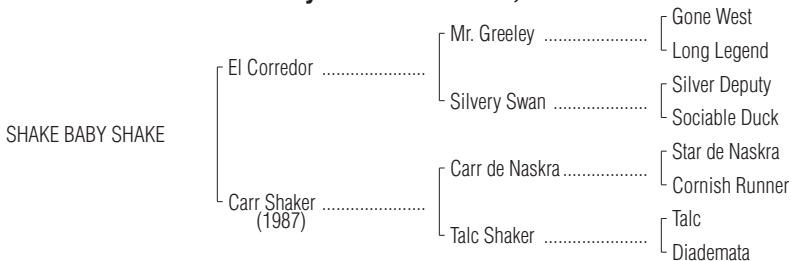 Gone West
Mr. Greeley ......................
Long Legend
El Corredor ......................
Silver Deputy
Silvery Swan ....................
Sociable Duck
SHAKE BABY SHAKE
Star de Naskra
Carr de Naskra ..................
Cornish Runner
Carr Shaker ......................
(1987)
Talc
Talc Shaker ......................
Diademata